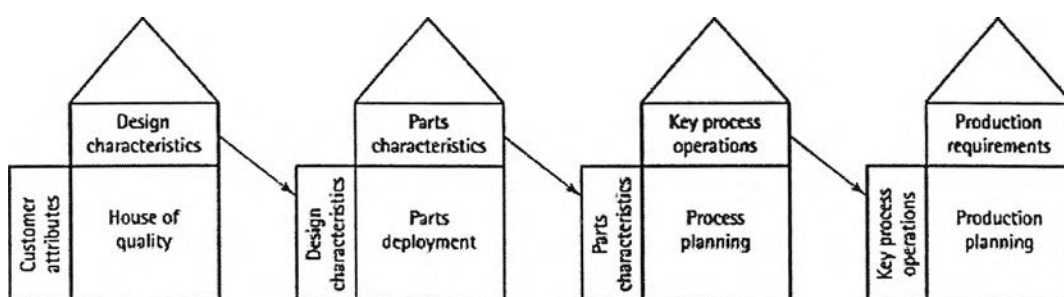 Design
characteristics
Customer
attributes
House of
quality
Parts
characteristics
Design
characteristics
Parts
deployment
Key process
operations
Parts
characteristics
Process
planning
Production
requirements
Key process
operations
Production
planning